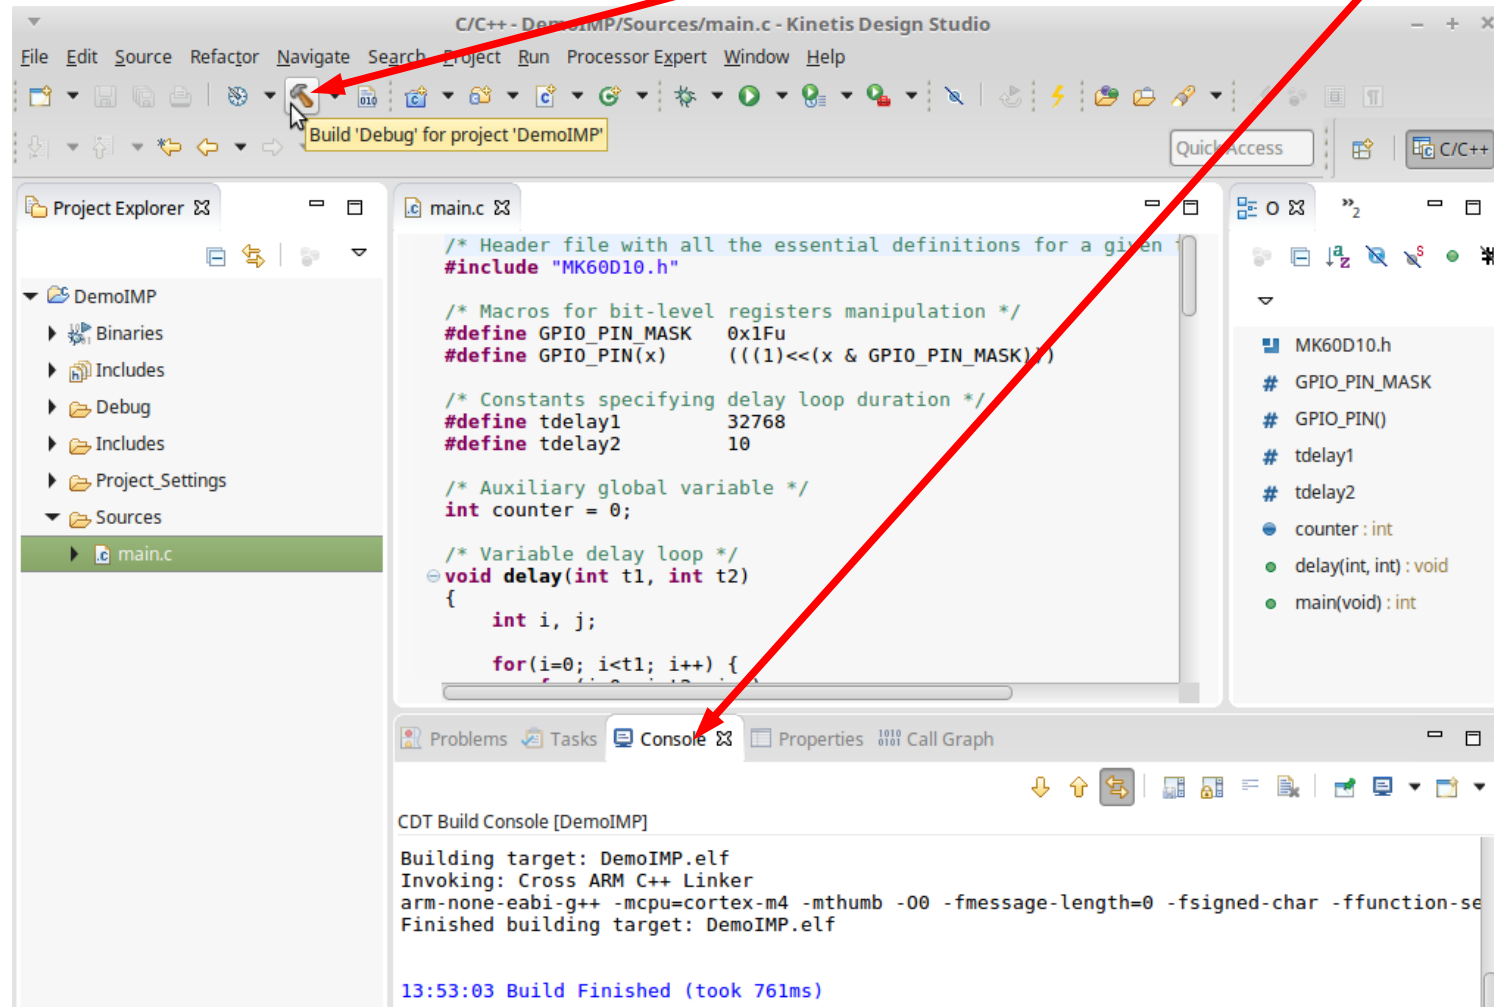 C/C++ - DemoIMP/Sources/main.c - Kinetis Design Studio
File Edit Source Refactor Navigate Search Project Run Processor Expert Window Help
010
Build 'Debug' for project 'DemoIMP'
Quick Access
C/C++
Project Explorer
DemoIMP
Binaries
Includes
Debug
Includes
Project_Settings
Sources
main.c
main.c
/* Header file with all the essential definitions for a given
#include "MK60D10.h"
/* Macros for bit-level registers manipulation */
#define GPIO_PIN_MASK 0x1Fu
#define GPIO_PIN(x) (((1)<<(x & GPIO_PIN_MASK)))
/* Constants specifying delay loop duration */
#define tdelay1 32768
#define tdelay2 10
/* Auxiliary global variable */
int counter = 0;
/* Variable delay loop */
void delay(int t1, int t2)
{
int i, j;
for(i=0; i<t1; i++) {
O
»2
MK60D10.h
GPIO_PIN_MASK
GPIO_PIN()
tdelay1
tdelay2
counter : int
delay(int, int) : void
main(void) : int
Problems Tasks Console Properties Call Graph
CDT Build Console [DemoIMP]
Building target: DemoIMP.elf
Invoking: Cross ARM C++ Linker
arm-none-eabi-g++ -mcpu=cortex-m4 -mthumb -O0 -fmessage-length=0 -fsigned-char -ffunction-se
Finished building target: DemoIMP.elf
13:53:03 Build Finished (took 761ms)